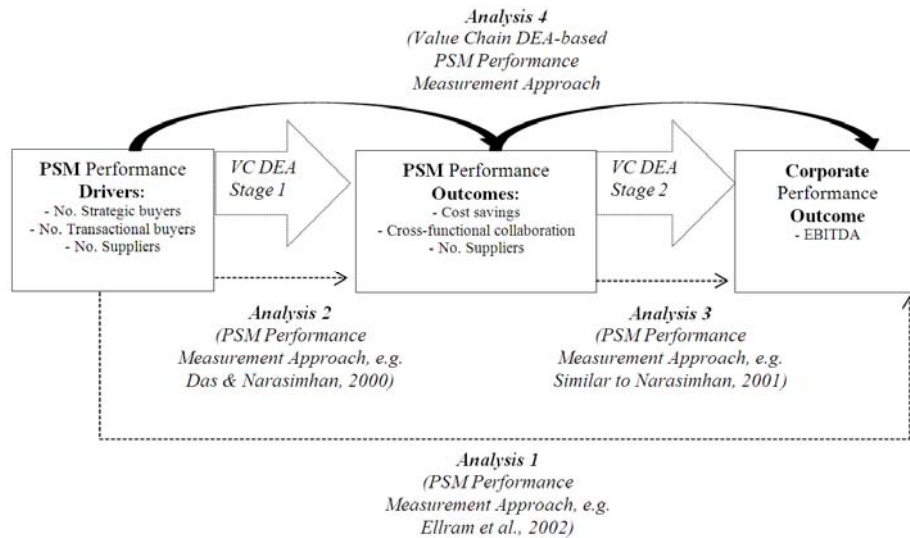 Analysis 4
(Value Chain DEA-based
PSM Performance
Measurement Approach
PSM Performance
Drivers:
- No. Strategic buyers
- No. Transactional buyers
- No. Suppliers
VC DEA
Stage 1
PSM Performance
Outcomes:
- Cost savings
- Cross-functional collaboration
- No. Suppliers
VC DEA
Stage 2
Corporate
Performance
Outcome
- EBITDA
Analysis 2
(PSM Performance
Measurement Approach, e.g.
Das & Narasimhan, 2000)
Analysis 3
(PSM Performance
Measurement Approach, e.g.
Similar to Narasimhan, 2001)
Analysis 1
(PSM Performance
Measurement Approach, e.g.
Ellram et al., 2002)